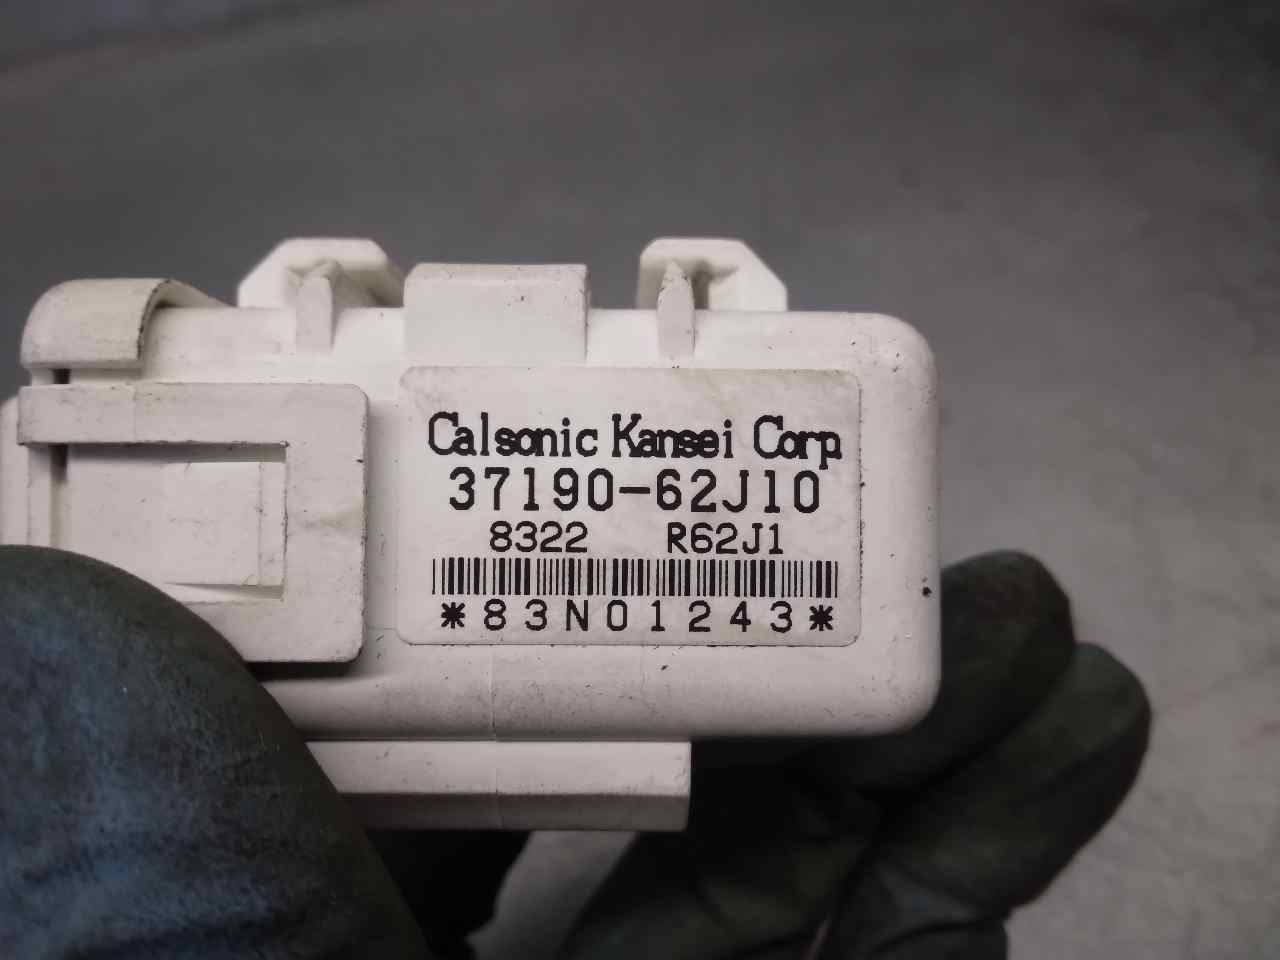 Calsonic Kansei Corp
37190-62J10
8322 R62J1
*83N01243*